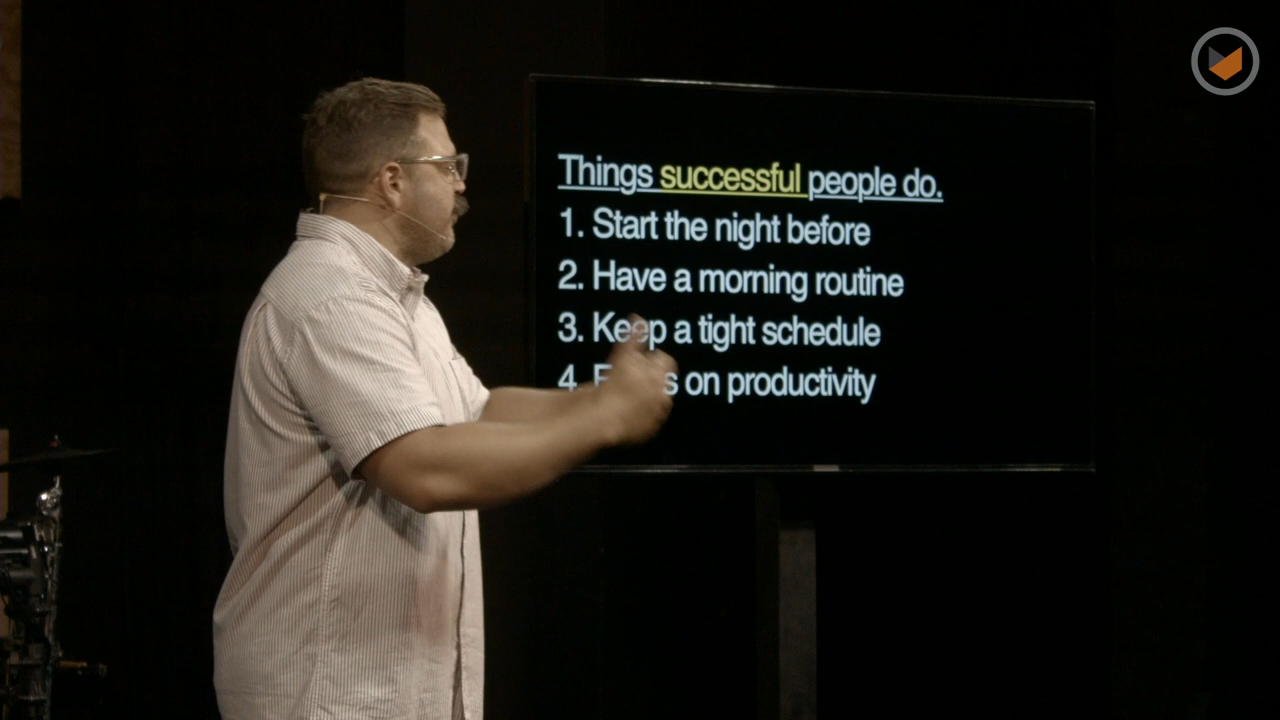 Things successful people do.
1. Start the night before
2. Have a morning routine
3. Keep a tight schedule
4. on productivity